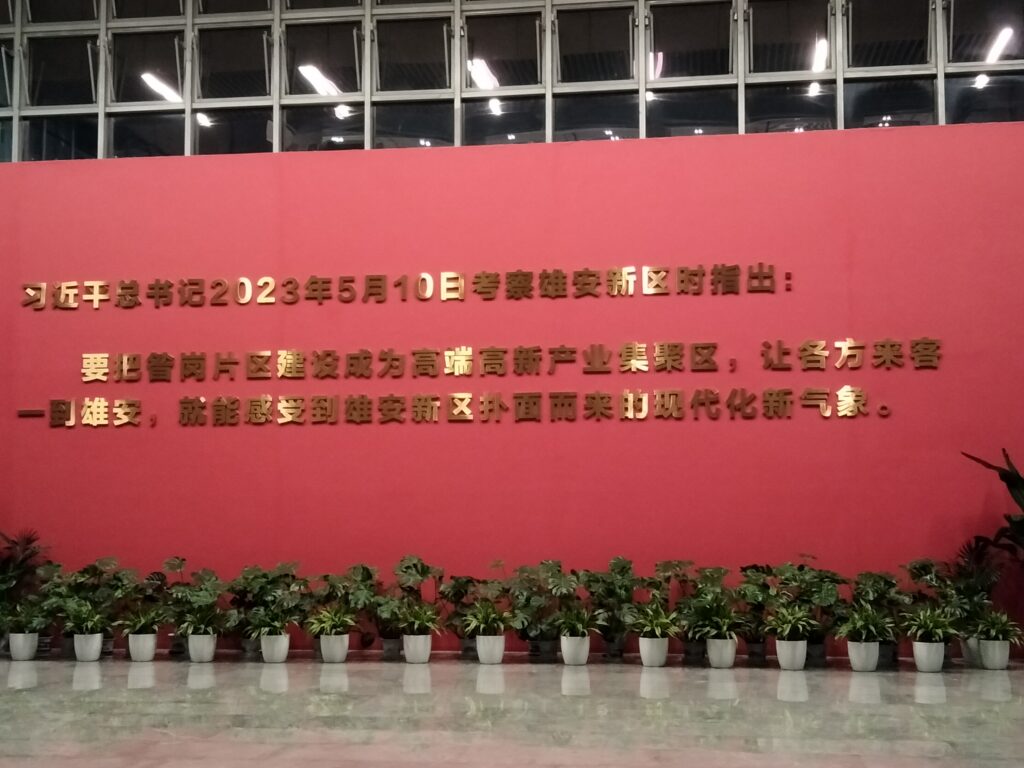 习近平总书记2023年5月10日考察雄安新区时指出：
要把昝岗片区建设成为高端高新产业集聚区，让各方来客
一到雄安，就能感受到雄安新区扑面而来的现代化新气象。